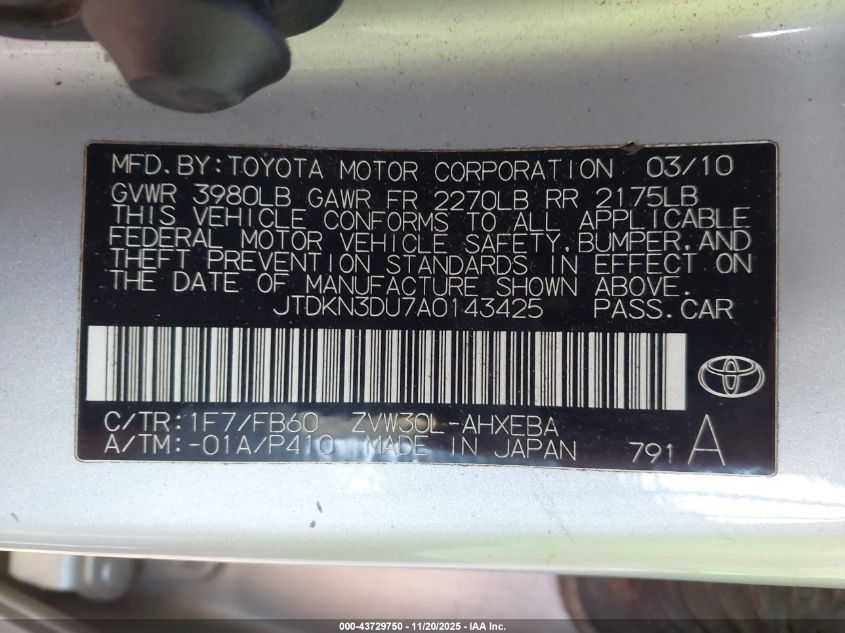 MFD. BY: TOYOTA MOTOR CORPORATION 03/10
GVWR 3980LB GAWR FR 2270LB RR 2175LB
THIS VEHICLE CONFORMS TO ALL APPLICABLE
FEDERAL MOTOR VEHICLE SAFETY, BUMPER, AND
THEFT PREVENTION STANDARDS IN EFFECT ON
THE DATE OF MANUFACTURE SHOWN ABOVE.
JTDKN3DU7A0143425 PASS. CAR
C/TR: 1F7/FB60 ZVW30L-AHXEBA
A/TM: -01A/P410 MADE IN JAPAN 791 A
000-43729750 - 11/20/2025 - IAA Inc.